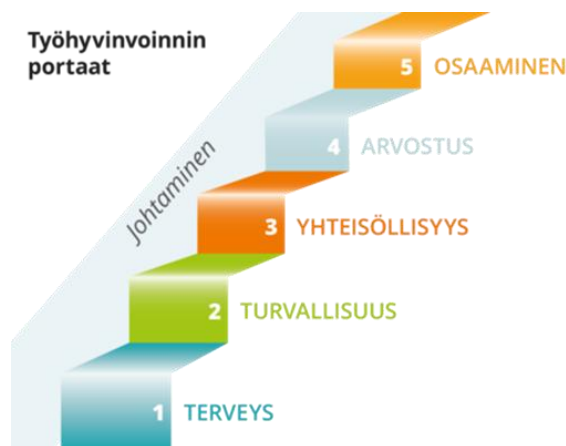 Työhyvinvoinnin
portaat
5 OSAAMINEN
4 ARVOSTUS
Johtaminen
3 YHTEISÖLLISYYS
2 TURVALLISUUS
1 TERVEYS